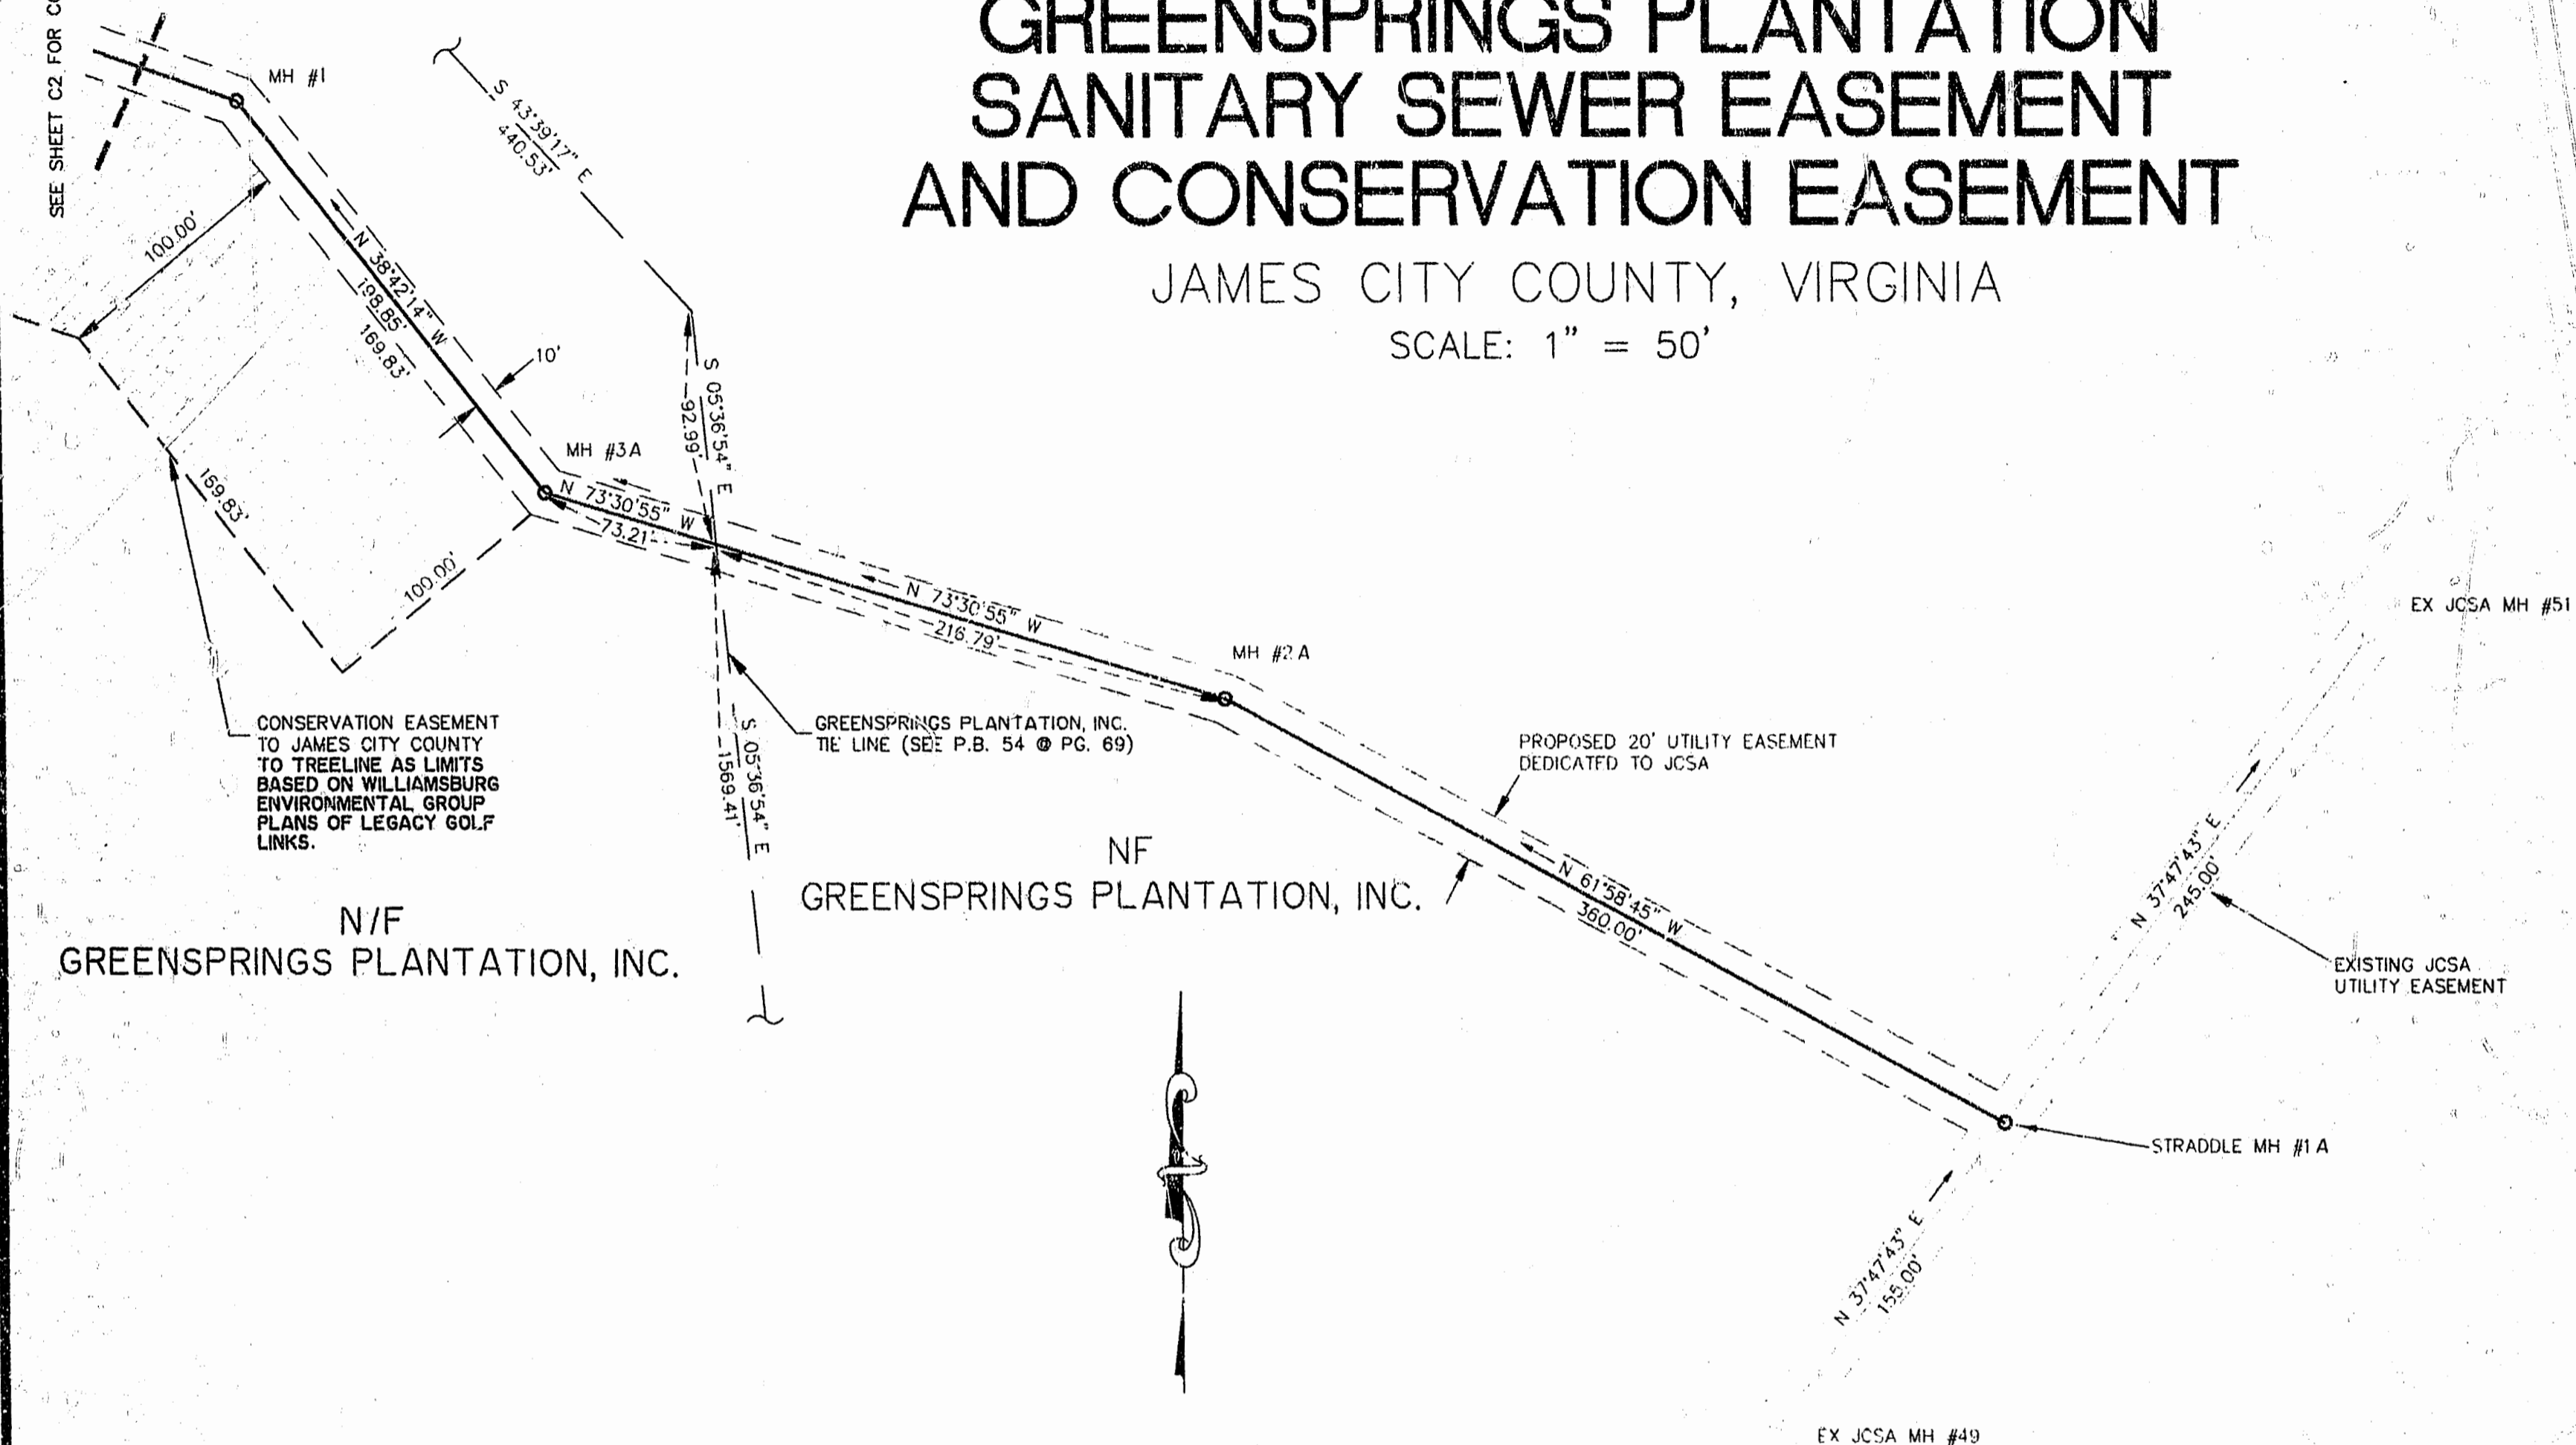 GREENSPRINGS PLANTATION
SANITARY SEWER EASEMENT
AND CONSERVATION EASEMENT
JAMES CITY COUNTY, VIRGINIA
SCALE: 1" = 50'
SEE SHEET C2 FOR
MH #1
S 43°39'17" E
440.53'
100.00'
N 38°42'14" W
198.85'
169.83'
10'
S 05°36'54" E
92.99'
MH #3A
N 73°30'55" W
73.21'
169.83'
100.00'
N 73°30'55" W
216.79'
MH #2A
EX JCSA MH #51
CONSERVATION EASEMENT
TO JAMES CITY COUNTY
TO TREELINE AS LIMITS
BASED ON WILLIAMSBURG
ENVIRONMENTAL GROUP
PLANS OF LEGACY GOLF
LINKS.
GREENSPRINGS PLANTATION, INC.
TIE LINE (SEE P.B. 54 @ PG. 69)
S 05°36'54" E
1569.41'
PROPOSED 20' UTILITY EASEMENT
DEDICATED TO JCSA
NF
GREENSPRINGS PLANTATION, INC.
N/F
GREENSPRINGS PLANTATION, INC.
N 61°58'45" W
360.00'
N 37°47'43" E
245.00'
EXISTING JCSA
UTILITY EASEMENT
STRADDLE MH #1A
N 37°47'43" E
155.00'
EX JCSA MH #49